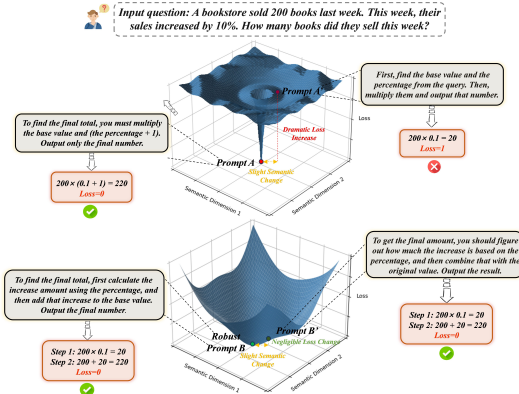 Input question: A bookstore sold 200 books last week. This week, their
sales increased by 10%. How many books did they sell this week?
First, find the base value and the
percentage from the query. Then,
multiply them and output that number.
Prompt A'
Loss
To find the final total, you must multiply
the base value and (the percentage + 1).
Output only the final number.
Dramatic Loss
Increase
200 × 0.1 = 20
Loss=1
Prompt A
Slight Semantic
Change
200 × (0.1 + 1) = 220
Loss=0
Semantic Dimension 1
Semantic Dimension 2
To get the final amount, you should figure
out how much the increase is based on the
percentage, and then combine that with the
original value. Output the result.
To find the final total, first calculate the
increase amount using the percentage, and
then add that increase to the base value.
Output the final number.
Loss
Robust
Prompt B
Prompt B'
Negligible Loss Change
Slight Semantic
Change
Step 1: 200 × 0.1 = 20
Step 2: 200 + 20 = 220
Loss=0
Step 1: 200 × 0.1 = 20
Step 2: 200 + 20 = 220
Loss=0
Semantic Dimension 1
Semantic Dimension 2